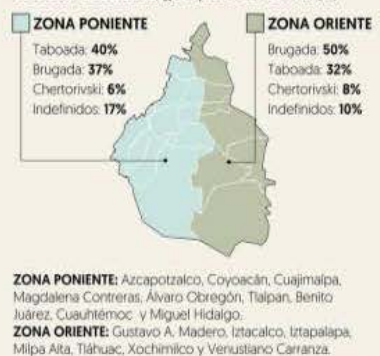 ZONA PONIENTE
Taboada: 40%
Brugada: 37%
Chertorivski: 6%
Indefinidos: 17%
ZONA ORIENTE
Brugada: 50%
Taboada: 32%
Chertorivski: 8%
Indefinidos: 10%
ZONA PONIENTE: Azcapotzalco, Coyoacán, Cuajimalpa,
Magdalena Contreras, Álvaro Obregón, Tlalpan, Benito
Juárez, Cuauhtémoc y Miguel Hidalgo.
ZONA ORIENTE: Gustavo A. Madero, Iztacalco, Iztapalapa,
Milpa Alta, Tláhuac, Xochimilco y Venustiano Carranza.